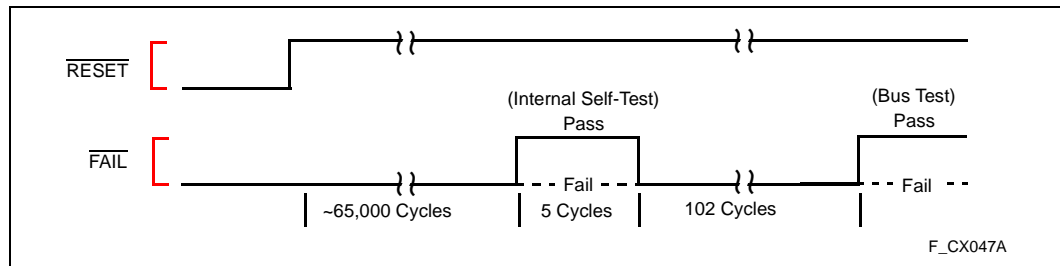 RESET
(Internal Self-Test)
Pass
(Bus Test)
Pass
FAIL
Fail
Fail
~65,000 Cycles
5 Cycles
102 Cycles
F_CX047A